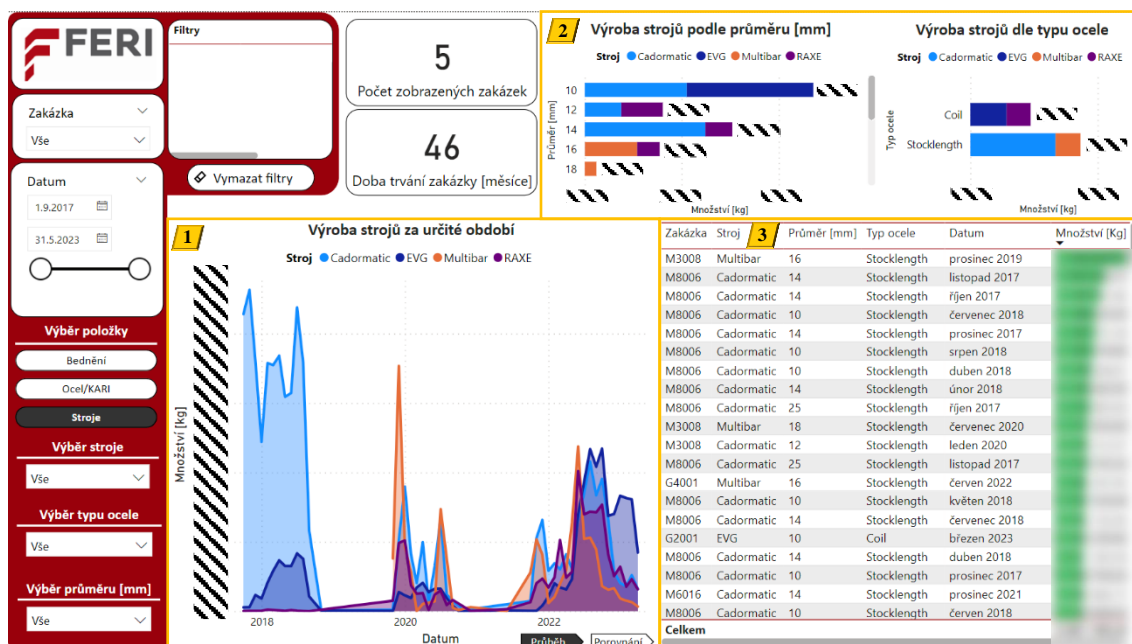 FERI
Zakázka
Vše
Datum
1.9.2017
31.5.2023
Výběr položky
Bednění
Ocel/KARI
Stroje
Výběr stroje
Vše
Výběr typu ocele
Vše
Výběr průměru [mm]
Vše
Filtry
Vymazat filtry
5
Počet zobrazených zakázek
46
Doba trvání zakázky [měsíce]
2
Výroba strojů podle průměru [mm]
Stroj Cadormatic EVG Multibar RAXE
Průměr [mm]
10
12
14
16
18
Množství [kg]
Výroba strojů dle typu ocele
Stroj Cadormatic EVG Multibar RAXE
Typ ocele
Coil
Stocklength
Množství [kg]
1
Výroba strojů za určité období
Stroj Cadormatic EVG Multibar RAXE
Množství [kg]
2018 2020 2022
Datum
Průběh
Porovnání
3
Zakázka Stroj Průměr [mm] Typ ocele Datum Množství [Kg]
M3008 Multibar 16 Stocklength prosinec 2019
M8006 Cadormatic 14 Stocklength listopad 2017
M8006 Cadormatic 14 Stocklength říjen 2017
M8006 Cadormatic 10 Stocklength červenec 2018
M8006 Cadormatic 14 Stocklength prosinec 2017
M8006 Cadormatic 10 Stocklength srpen 2018
M8006 Cadormatic 10 Stocklength duben 2018
M8006 Cadormatic 14 Stocklength únor 2018
M8006 Cadormatic 25 Stocklength říjen 2017
M3008 Multibar 18 Stocklength červenec 2020
M3008 Cadormatic 12 Stocklength leden 2020
M8006 Cadormatic 25 Stocklength listopad 2017
G4001 Multibar 16 Stocklength červen 2022
M8006 Cadormatic 10 Stocklength květen 2018
M8006 Cadormatic 14 Stocklength červenec 2018
G2001 EVG 10 Coil březen 2023
M8006 Cadormatic 14 Stocklength duben 2018
M8006 Cadormatic 10 Stocklength prosinec 2017
M6016 Cadormatic 14 Stocklength prosinec 2021
M8006 Cadormatic 10 Stocklength červen 2018
Celkem